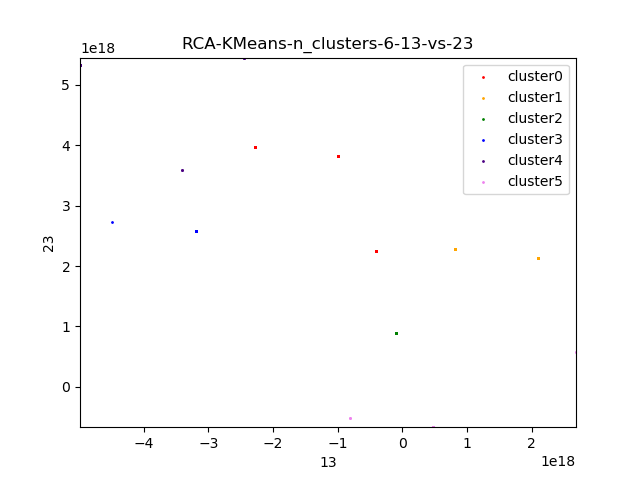 RCA-KMeans-n_clusters-6-13-vs-23
1e18
cluster0
cluster1
cluster2
cluster3
cluster4
cluster5
5
4
3
2
1
0
23
−4
−3
−2
−1
0
1
2
13
1e18